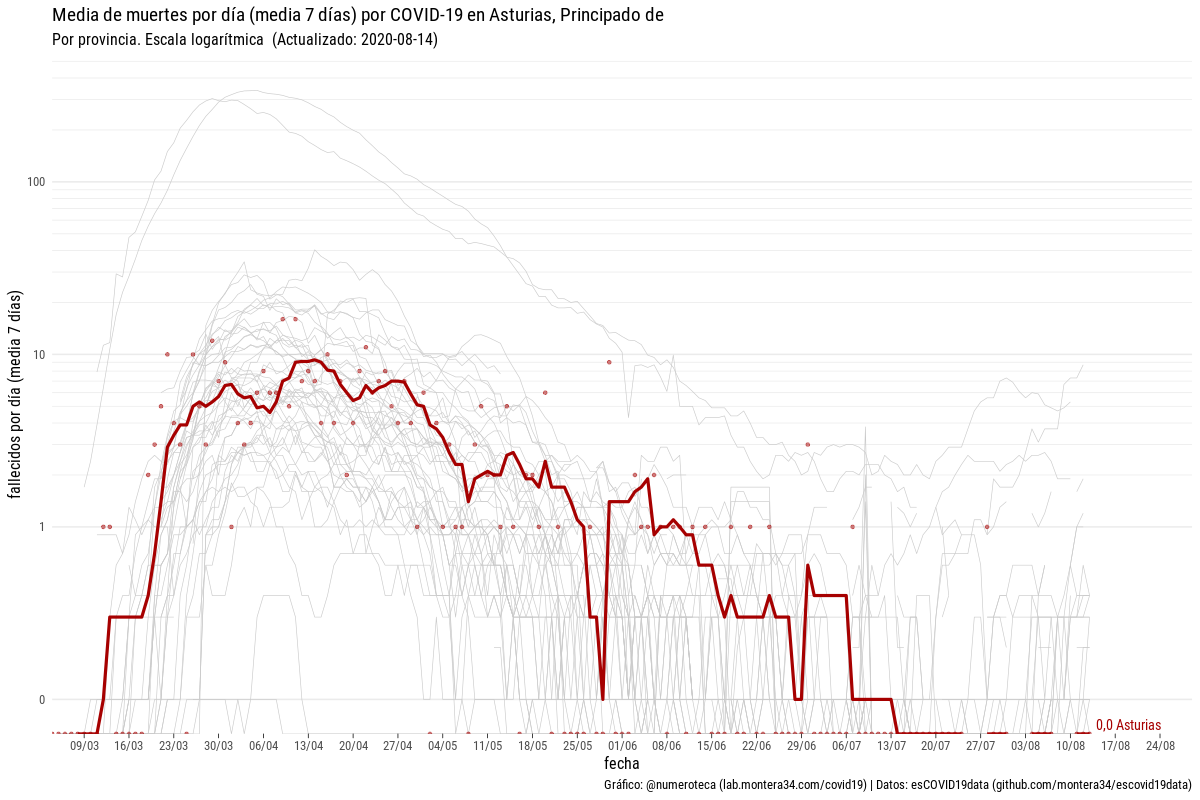 Media de muertes por día (media 7 días) por COVID-19 en Asturias, Principado de
Por provincia. Escala logarítmica (Actualizado: 2020-08-14)
fallecidos por día (media 7 días)
100
10
1
0
0,0 Asturias
09/03 16/03 23/03 30/03 06/04 13/04 20/04 27/04 04/05 11/05 18/05 25/05 01/06 08/06 15/06 22/06 29/06 06/07 13/07 20/07 27/07 03/08 10/08 17/08 24/08
fecha
Gráfico: @numeroteca (lab.montera34.com/covid19) | Datos: esCOVID19data (github.com/montera34/escovid19data)